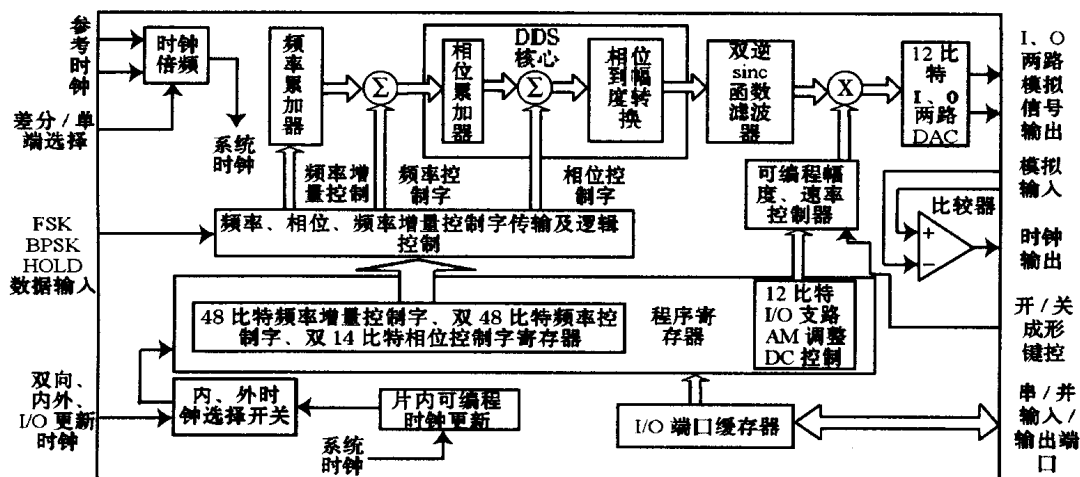 参
考
时
钟
差分/单
端选择
时钟
倍频
系统
时钟
频
率
累
加
器
Σ
DDS
核心
相
位
累
加
器
Σ
相位
到幅
度转
换
双逆
sinc
函数
滤波
器
X
12比
特
I、O
两路
DAC
I、O
两路
模拟
信号
输出
频率增
量控制
频率控
制字
相位控
制字
可编程幅
度、速率
控制器
模拟
输入
比较器
+
−
时钟
输出
FSK
BPSK
HOLD
数据输入
频率、相位、频率增量控制字传输及逻辑
控制
48比特频率增量控制字、双48比特频率控
制字、双14比特相位控制字寄存器
程序寄
存器
12比特
I/O支路
AM调整
DC控制
开/关
成形
键控
双向、
内外、
I/O更新
时钟
内、外时
钟选择开关
片内可编程
时钟更新
系统
时钟
I/O端口缓存器
串/并
输入/
输出端
口